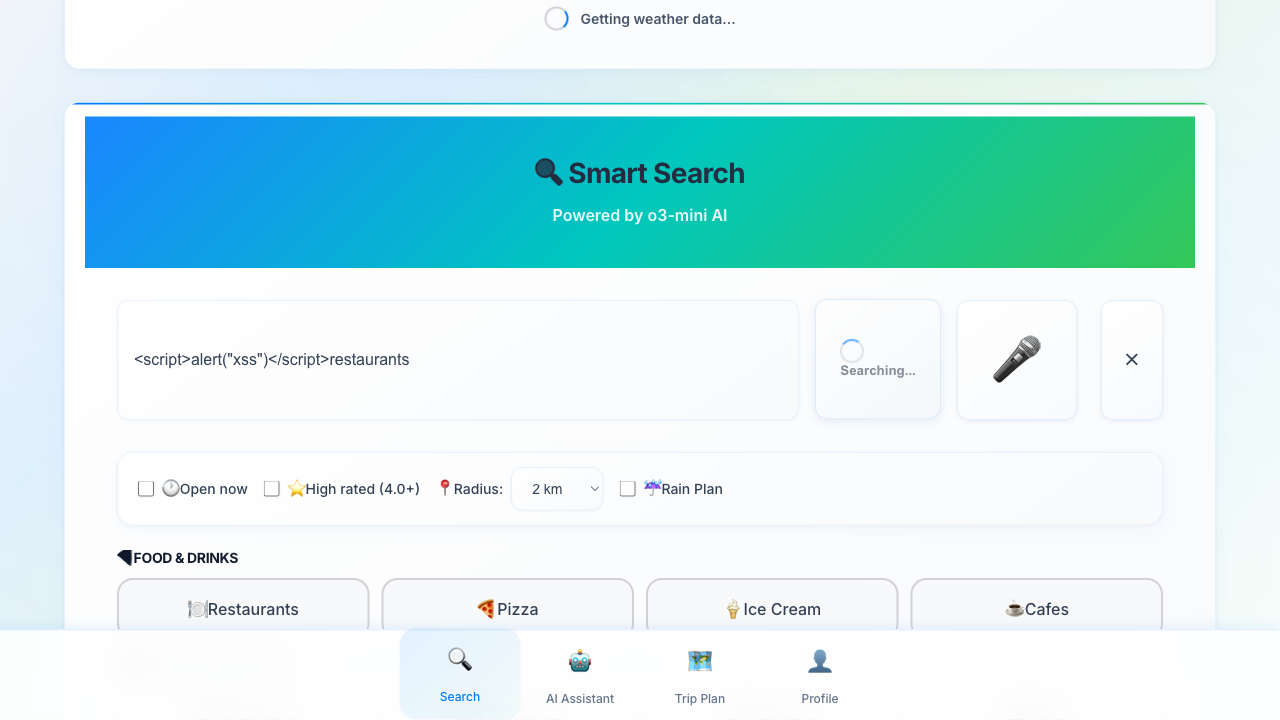 Getting weather data...
🔍 Smart Search
Powered by o3-mini AI
<script>alert("xss")</script>restaurants
Searching...
✕
Open now
High rated (4.0+)
Radius:
2 km
Rain Plan
FOOD & DRINKS
Restaurants
Pizza
Ice Cream
Cafes
Search
AI Assistant
Trip Plan
Profile